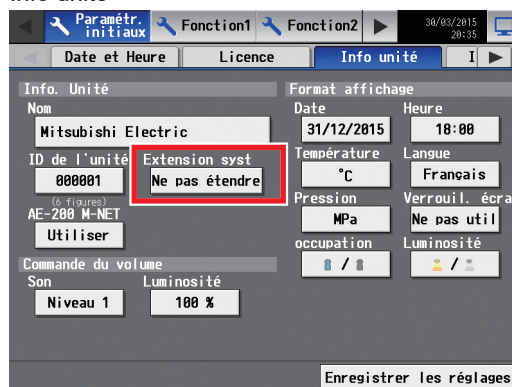 Info unité
Paramétr. initiaux
Fonction1
Fonction2
30/03/2015
20:35
Date et Heure
Licence
Info unité
I
Info. Unité
Nom
Mitsubishi Electric
ID de l'unité
000001
(6 figures)
Extension syst
Ne pas étendre
AE-200 M-NET
Utiliser
Commande du volume
Son
Niveau 1
Luminosité
100 %
Format affichage
Date
31/12/2015
Heure
18:00
Température
°C
Langue
Français
Pression
MPa
Verrouil. écra
Ne pas util
occupation
/
Luminosité
/
Enregistrer les réglages